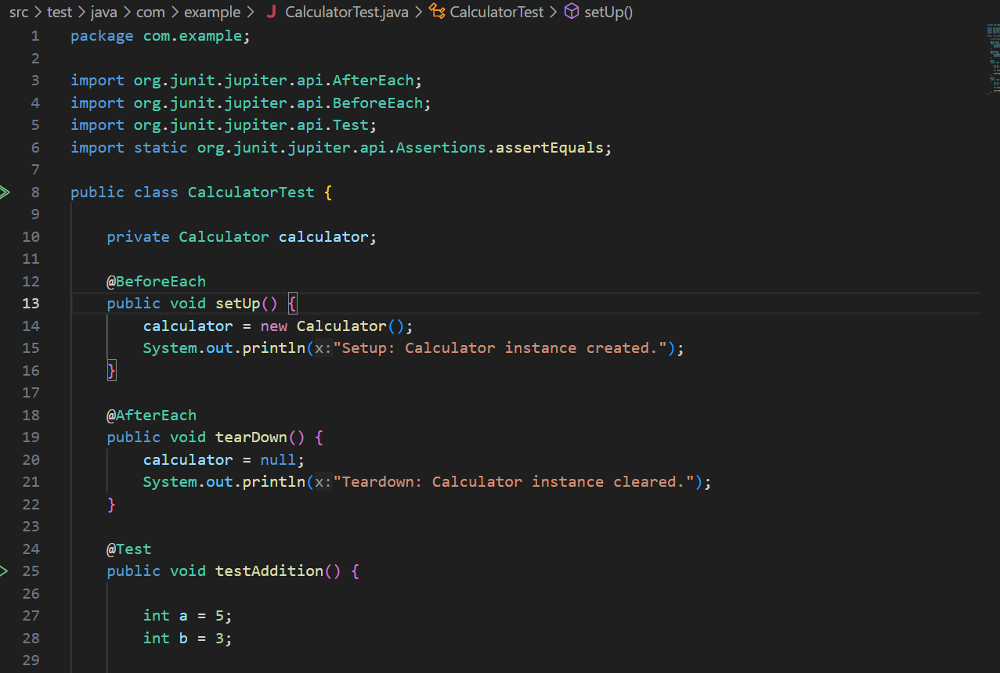 src > test > java > com > example > J CalculatorTest.java > CalculatorTest > setUp()
1 package com.example;
2
3 import org.junit.jupiter.api.AfterEach;
4 import org.junit.jupiter.api.BeforeEach;
5 import org.junit.jupiter.api.Test;
6 import static org.junit.jupiter.api.Assertions.assertEquals;
7
8 public class CalculatorTest {
9
10 private Calculator calculator;
11
12 @BeforeEach
13 public void setUp() {
14 calculator = new Calculator();
15 System.out.println(x:"Setup: Calculator instance created.");
16 }
17
18 @AfterEach
19 public void tearDown() {
20 calculator = null;
21 System.out.println(x:"Teardown: Calculator instance cleared.");
22 }
23
24 @Test
25 public void testAddition() {
26
27 int a = 5;
28 int b = 3;
29